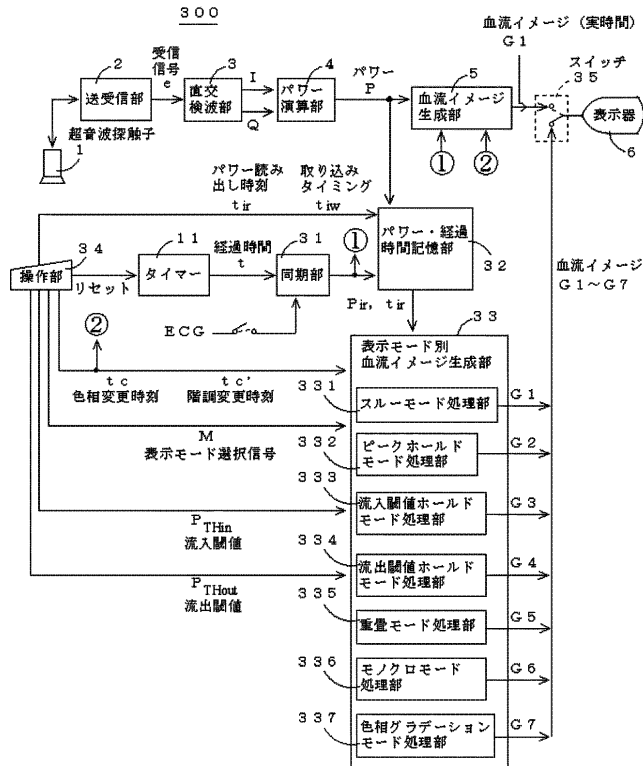 ３００
血流イメージ（実時間）
Ｇ１
スイッチ
３５
２
送受信部
受信
信号
ｅ
３
直交
検波部
Ｉ
Ｑ
４
パワー
演算部
パワー
Ｐ
５
血流イメージ
生成部
①
②
表示器
６
超音波探触子
１
パワー読み
出し時刻
ｔir
取り込み
タイミング
ｔiw
３４
操作部
リセット
１１
タイマー
経過時間
ｔ
３１
同期部
①
パワー・経過
時間記憶部
３２
ＥＣＧ
Ｐir，ｔir
血流イメージ
Ｇ１～Ｇ７
②
ｔｃ
色相変更時刻
ｔｃ'
階調変更時刻
Ｍ
表示モード選択信号
ＰTHin
流入閾値
ＰTHout
流出閾値
３３
表示モード別
血流イメージ生成部
３３１
スルーモード処理部
Ｇ１
３３２
ピークホールド
モード処理部
Ｇ２
３３３
流入閾値ホールド
モード処理部
Ｇ３
３３４
流出閾値ホールド
モード処理部
Ｇ４
３３５
重畳モード処理部
Ｇ５
３３６
モノクロモード
処理部
Ｇ６
３３７
色相グラデーション
モード処理部
Ｇ７